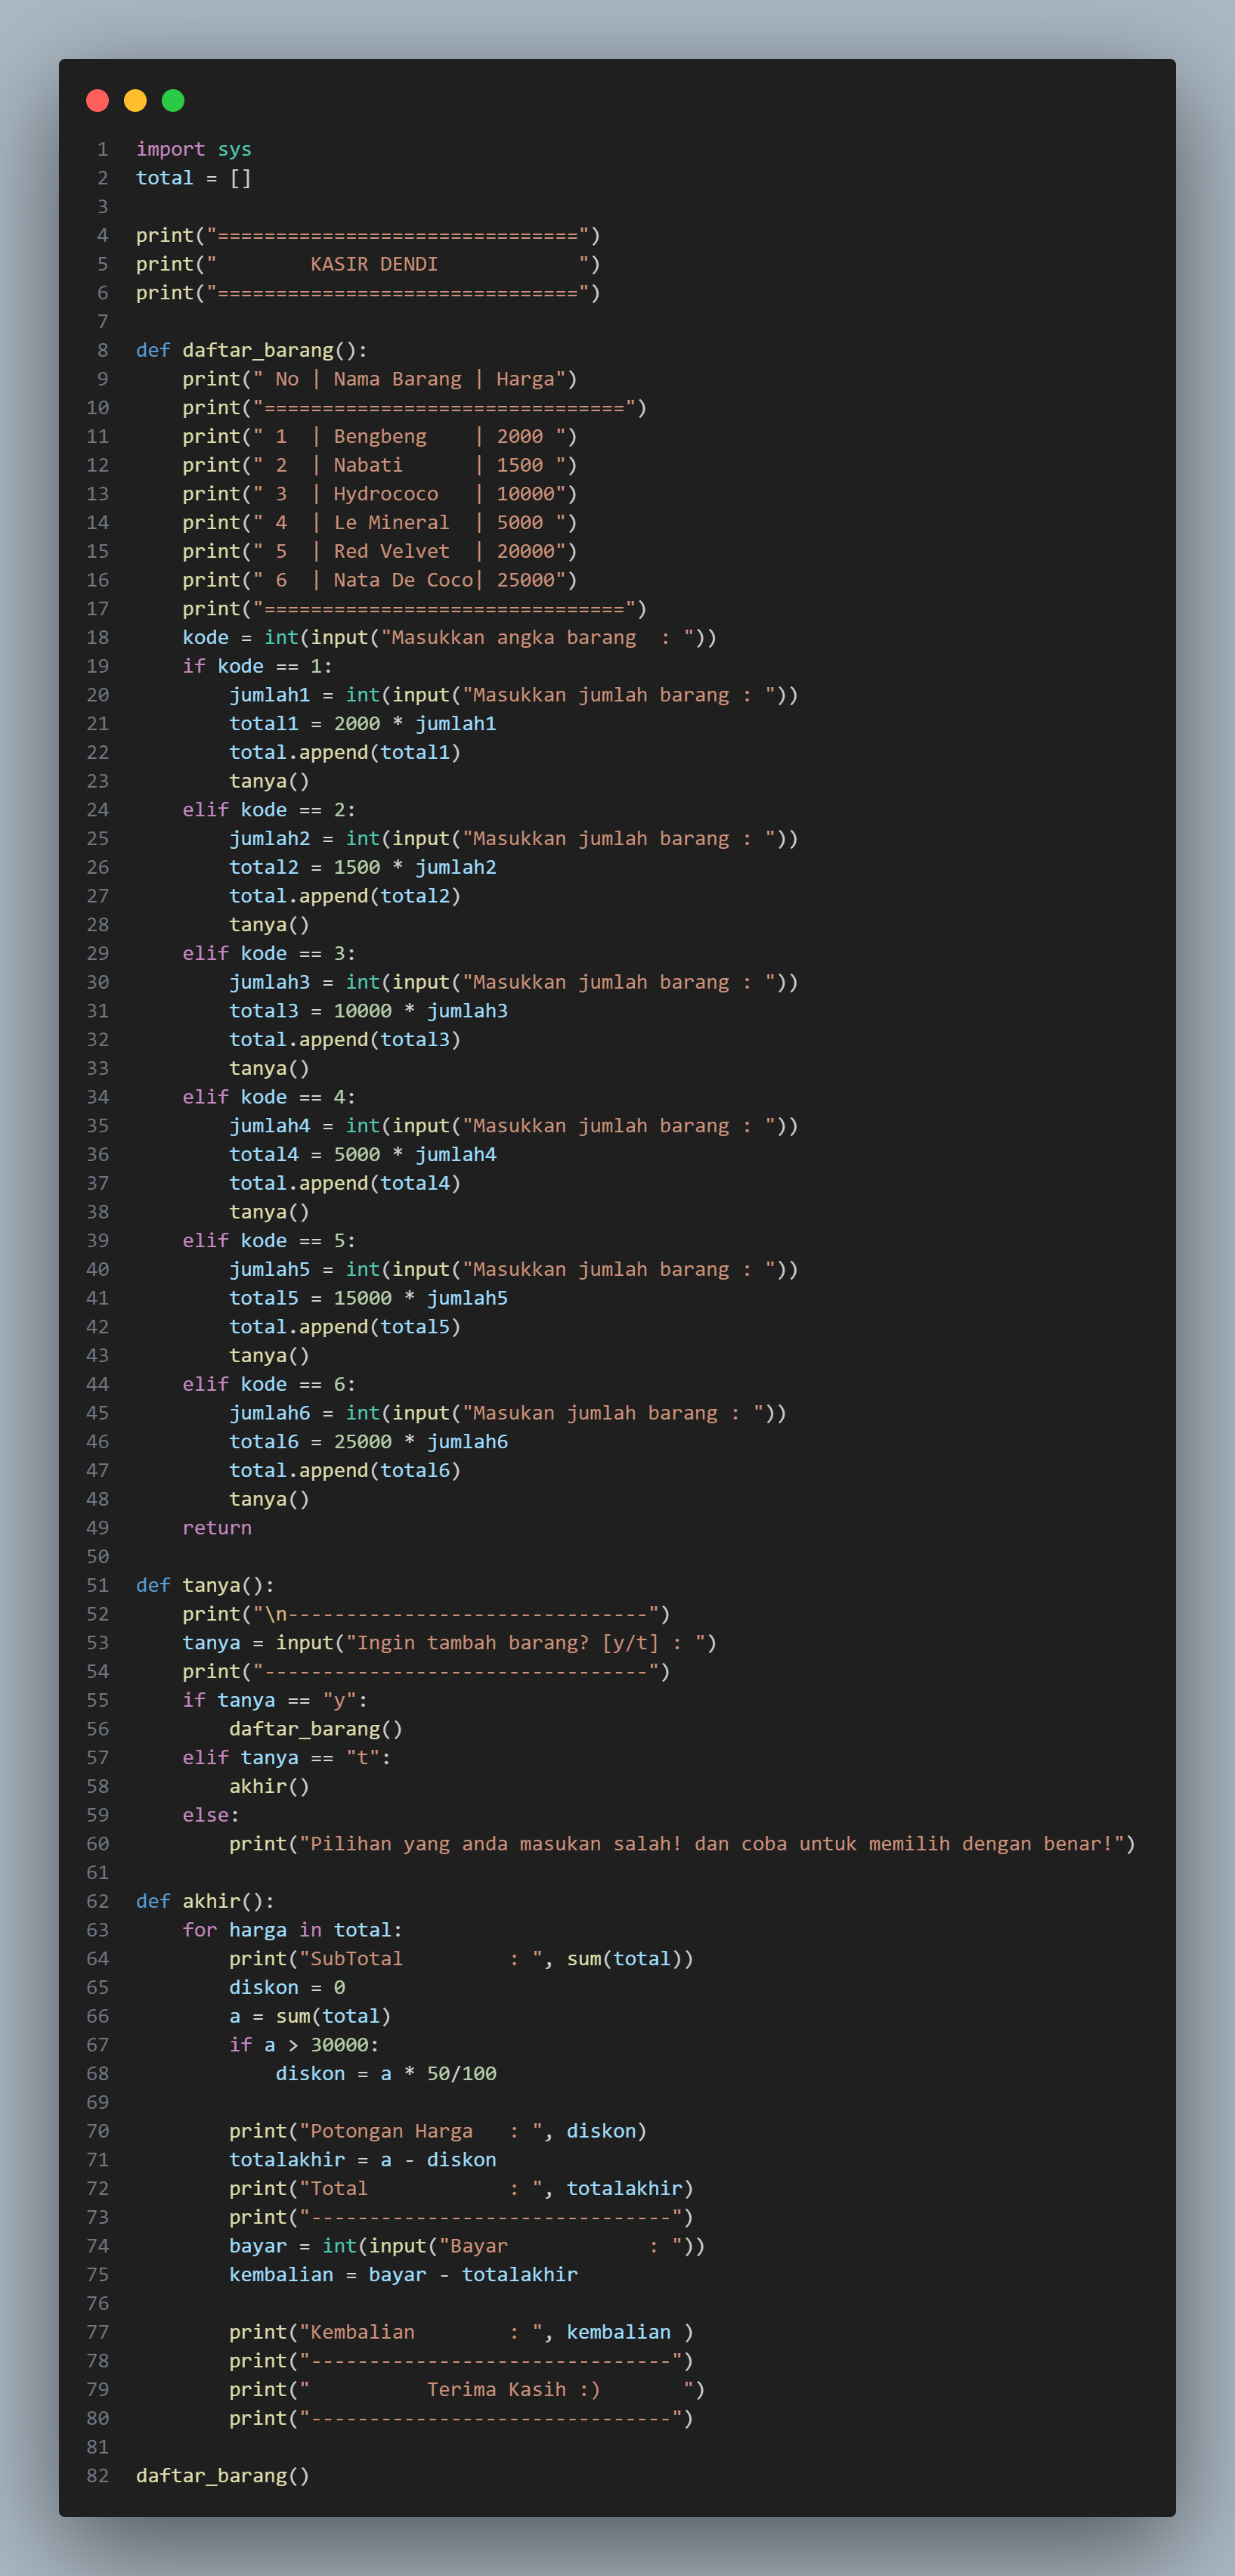 1 import sys
2 total = []
3
4 print("===============================")
5 print("        KASIR DENDI            ")
6 print("===============================")
7
8 def daftar_barang():
9     print(" No | Nama Barang | Harga")
10     print("===============================")
11     print(" 1  | Bengbeng    | 2000 ")
12     print(" 2  | Nabati      | 1500 ")
13     print(" 3  | Hydrococo   | 10000")
14     print(" 4  | Le Mineral  | 5000 ")
15     print(" 5  | Red Velvet  | 20000")
16     print(" 6  | Nata De Coco| 25000")
17     print("===============================")
18     kode = int(input("Masukkan angka barang  : "))
19     if kode == 1:
20         jumlah1 = int(input("Masukkan jumlah barang : "))
21         total1 = 2000 * jumlah1
22         total.append(total1)
23         tanya()
24     elif kode == 2:
25         jumlah2 = int(input("Masukkan jumlah barang : "))
26         total2 = 1500 * jumlah2
27         total.append(total2)
28         tanya()
29     elif kode == 3:
30         jumlah3 = int(input("Masukkan jumlah barang : "))
31         total3 = 10000 * jumlah3
32         total.append(total3)
33         tanya()
34     elif kode == 4:
35         jumlah4 = int(input("Masukkan jumlah barang : "))
36         total4 = 5000 * jumlah4
37         total.append(total4)
38         tanya()
39     elif kode == 5:
40         jumlah5 = int(input("Masukkan jumlah barang : "))
41         total5 = 15000 * jumlah5
42         total.append(total5)
43         tanya()
44     elif kode == 6:
45         jumlah6 = int(input("Masukan jumlah barang : "))
46         total6 = 25000 * jumlah6
47         total.append(total6)
48         tanya()
49     return
50
51 def tanya():
52     print("\n-------------------------------")
53     tanya = input("Ingin tambah barang? [y/t] : ")
54     print("---------------------------------")
55     if tanya == "y":
56         daftar_barang()
57     elif tanya == "t":
58         akhir()
59     else:
60         print("Pilihan yang anda masukan salah! dan coba untuk memilih dengan benar!")
61
62 def akhir():
63     for harga in total:
64         print("SubTotal         : ", sum(total))
65         diskon = 0
66         a = sum(total)
67         if a > 30000:
68             diskon = a * 50/100
69
70         print("Potongan Harga   : ", diskon)
71         totalakhir = a - diskon
72         print("Total            : ", totalakhir)
73         print("-------------------------------")
74         bayar = int(input("Bayar            : "))
75         kembalian = bayar - totalakhir
76
77         print("Kembalian        : ", kembalian )
78         print("-------------------------------")
79         print("          Terima Kasih :)       ")
80         print("-------------------------------")
81
82 daftar_barang()